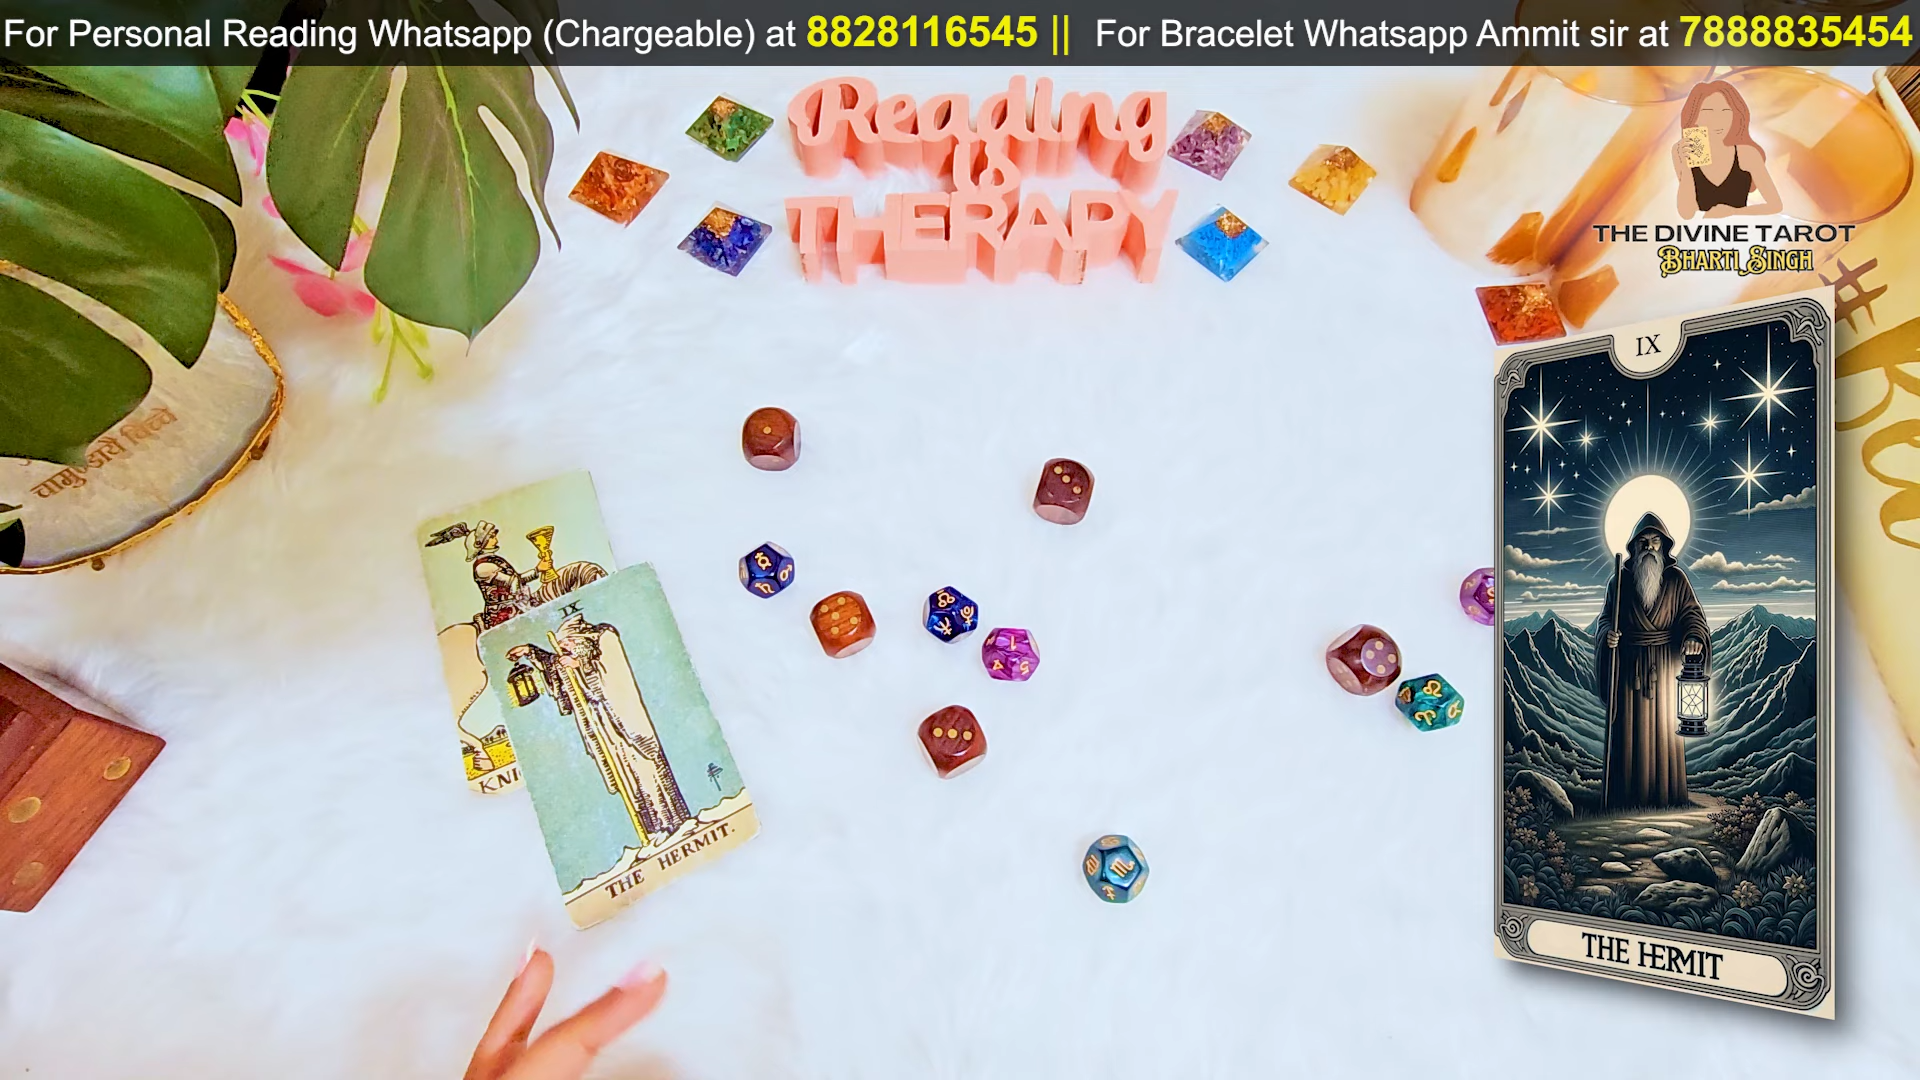 For Personal Reading Whatsapp (Chargeable) at 8828116545 || For Bracelet Whatsapp Ammit sir at 7888835454
Reading
is
THERAPY
THE DIVINE TAROT
BHARTI SINGH
#
IX
चामुण्डायै विच्चे
IX
KNI
THE HERMIT.
THE HERMIT